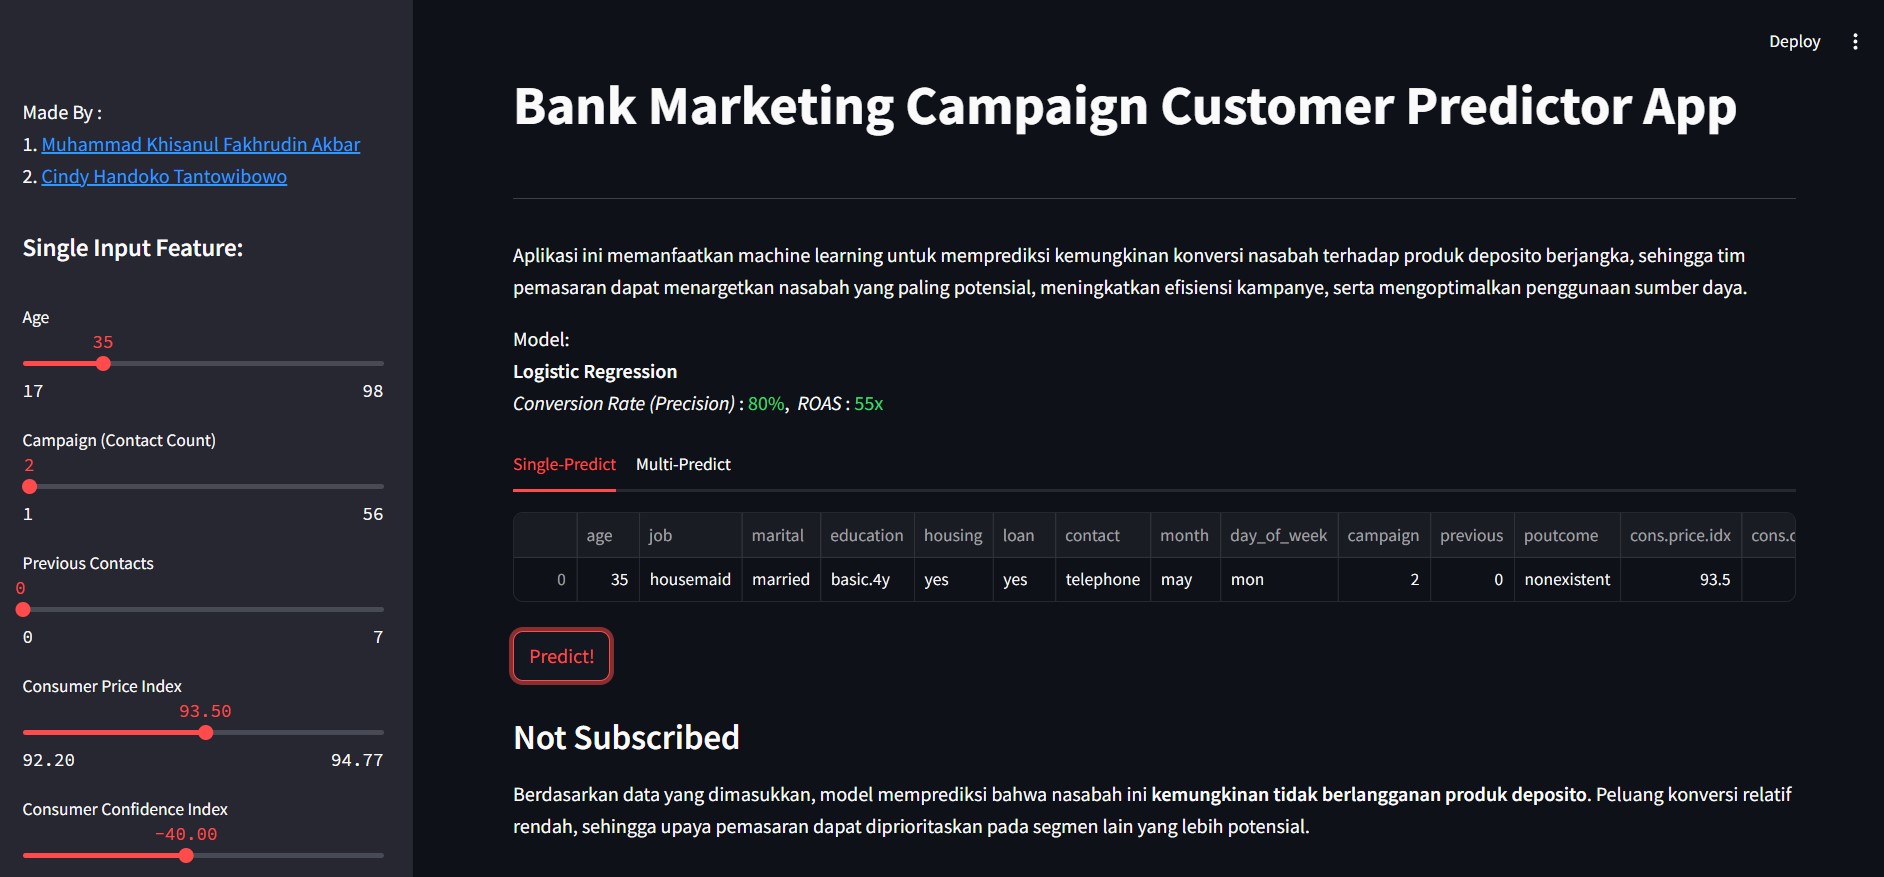 Deploy
Made By :
1. Muhammad Khisanul Fakhrudin Akbar
2. Cindy Handoko Tantowibowo
Single Input Feature:
Age
35
17 98
Campaign (Contact Count)
2
1 56
Previous Contacts
0
0 7
Consumer Price Index
93.50
92.20 94.77
Consumer Confidence Index
-40.00
Bank Marketing Campaign Customer Predictor App
Aplikasi ini memanfaatkan machine learning untuk memprediksi kemungkinan konversi nasabah terhadap produk deposito berjangka, sehingga tim
pemasaran dapat menargetkan nasabah yang paling potensial, meningkatkan efisiensi kampanye, serta mengoptimalkan penggunaan sumber daya.
Model:
Logistic Regression
Conversion Rate (Precision) : 80%, ROAS : 55x
Single-Predict Multi-Predict
age job marital education housing loan contact month day_of_week campaign previous poutcome cons.price.idx cons.c
0 35 housemaid married basic.4y yes yes telephone may mon 2 0 nonexistent 93.5
Predict!
Not Subscribed
Berdasarkan data yang dimasukkan, model memprediksi bahwa nasabah ini kemungkinan tidak berlangganan produk deposito. Peluang konversi relatif
rendah, sehingga upaya pemasaran dapat diprioritaskan pada segmen lain yang lebih potensial.